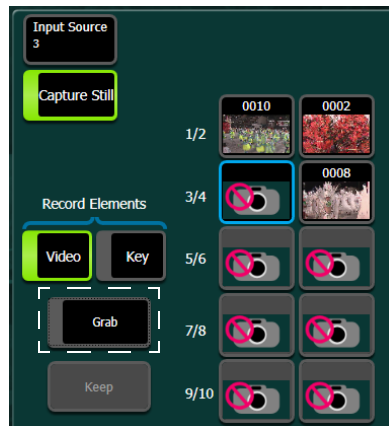 Input Source
3
Capture Still
0010 0002
1/2
0008
3/4
Record Elements
Video Key
5/6
Grab
7/8
Keep
9/10